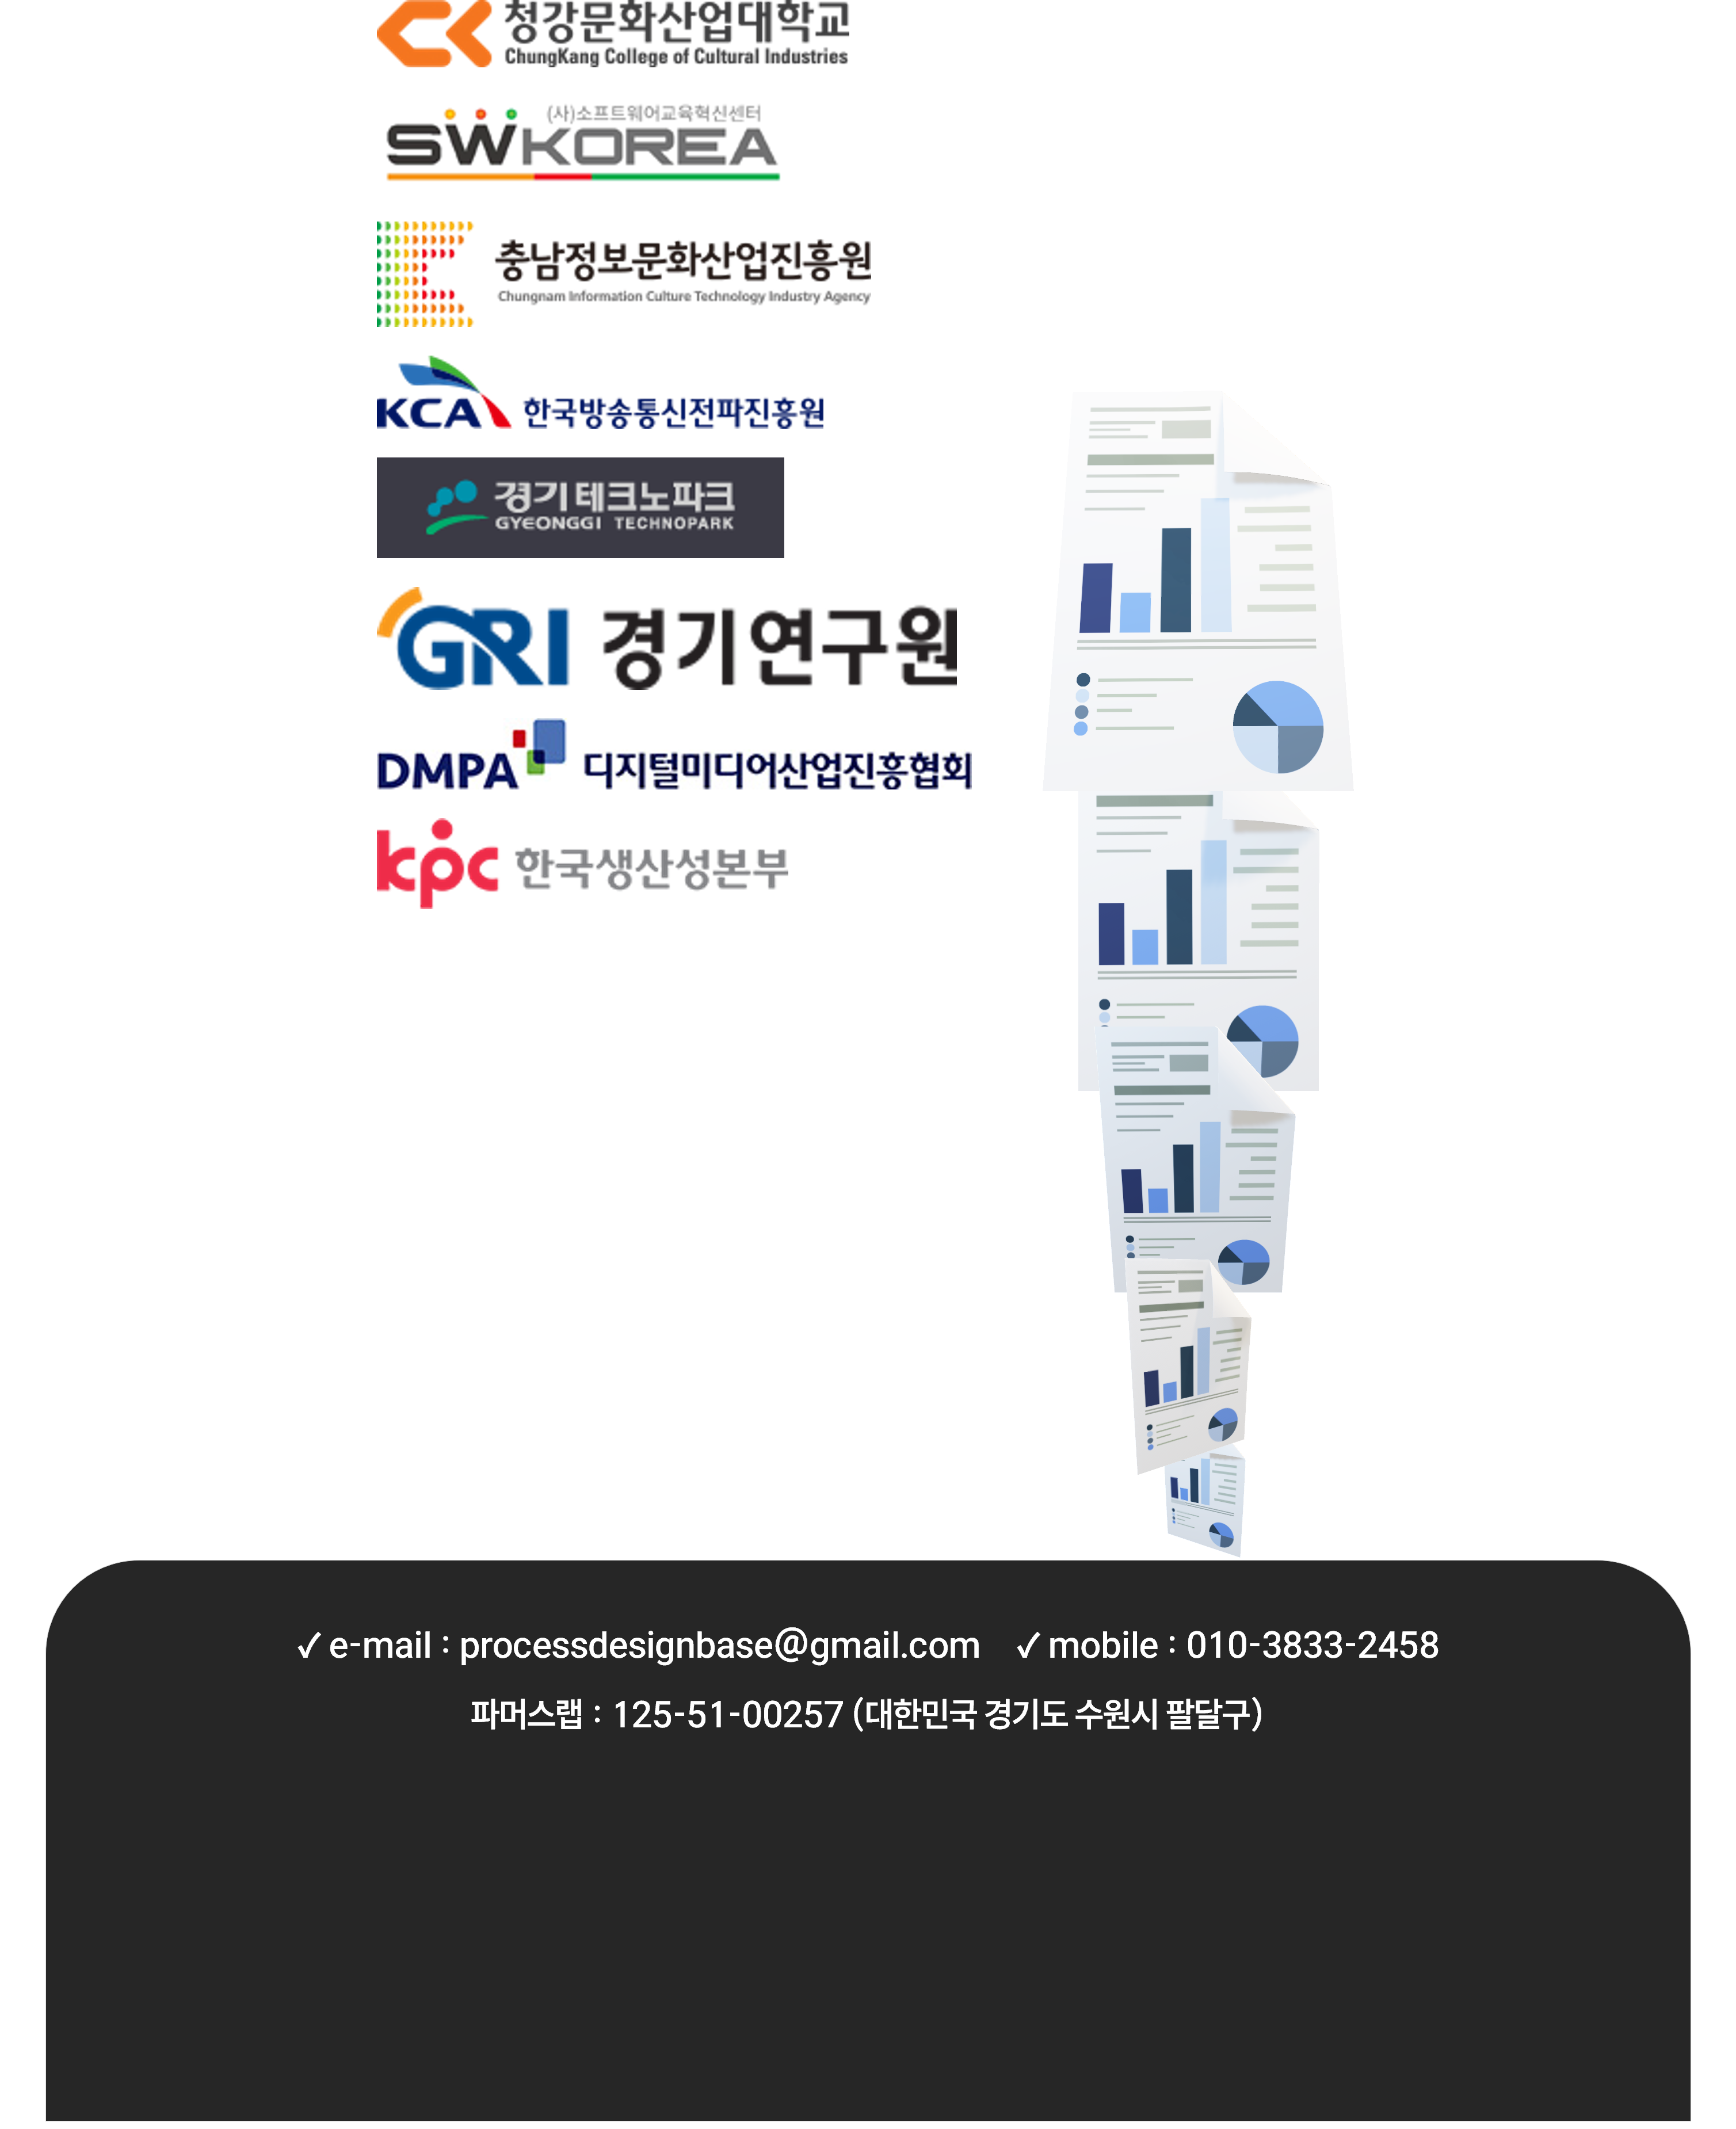 청강문화산업대학교
ChungKang College of Cultural Industries
(사)소프트웨어교육혁신센터
SWKOREA
충남정보문화산업진흥원
Chungnam Information Culture Technology Industry Agency
KCA 한국방송통신전파진흥원
경기테크노파크
GYEONGGI TECHNOPARK
GRI 경기연구원
DMPA 디지털미디어산업진흥협회
kpc 한국생산성본부
✓ e-mail : processdesignbase@gmail.com ✓ mobile : 010-3833-2458
파머스랩 : 125-51-00257 (대한민국 경기도 수원시 팔달구)